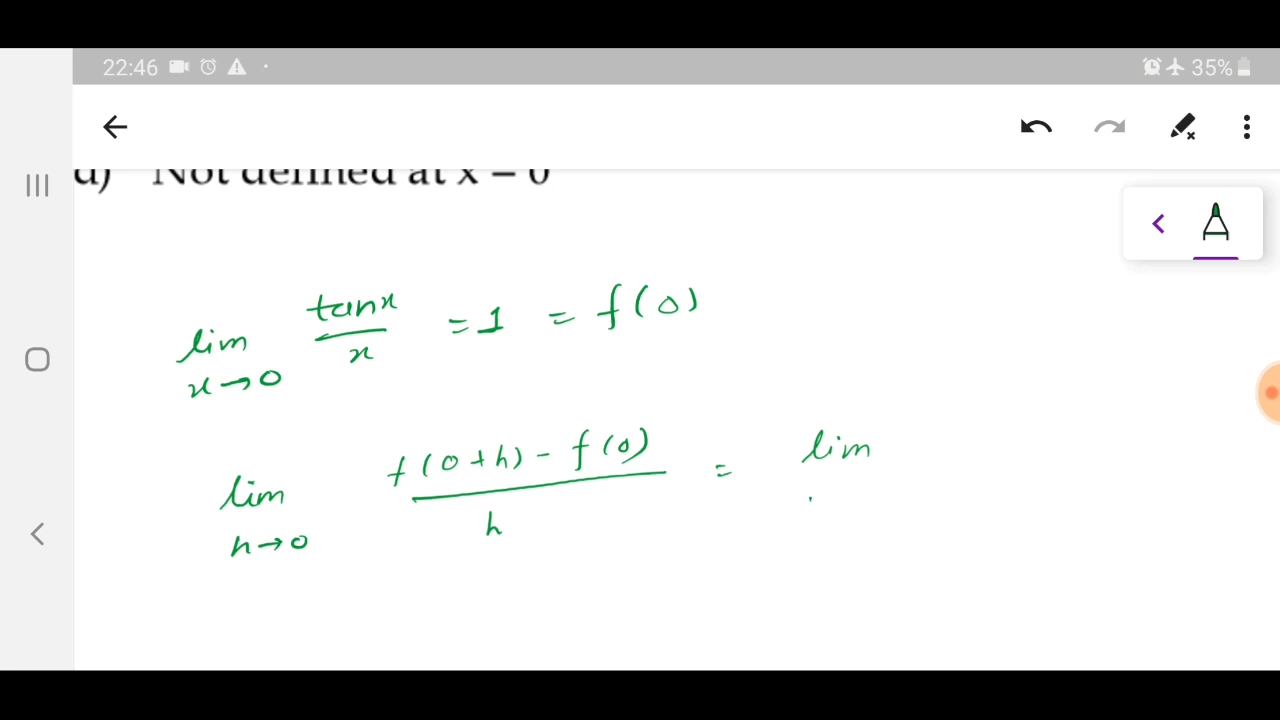 22:46 35%
d) Not defined at x = 0
lim x→0 tanx/x = 1 = f(0)
lim h→0 f(0+h) - f(0)/h = lim